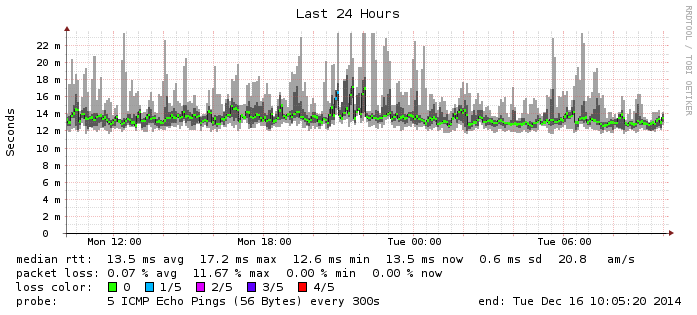 Last 24 Hours
RRDTOOL / TOBI OETIKER
Seconds
22 m
20 m
18 m
16 m
14 m
12 m
10 m
8 m
6 m
4 m
2 m
0
Mon 12:00 Mon 18:00 Tue 00:00 Tue 06:00
median rtt: 13.5 ms avg 17.2 ms max 12.6 ms min 13.5 ms now 0.6 ms sd 20.8 am/s
packet loss: 0.07 % avg 11.67 % max 0.00 % min 0.00 % now
loss color: 0 1/5 2/5 3/5 4/5
probe: 5 ICMP Echo Pings (56 Bytes) every 300s end: Tue Dec 16 10:05:20 2014